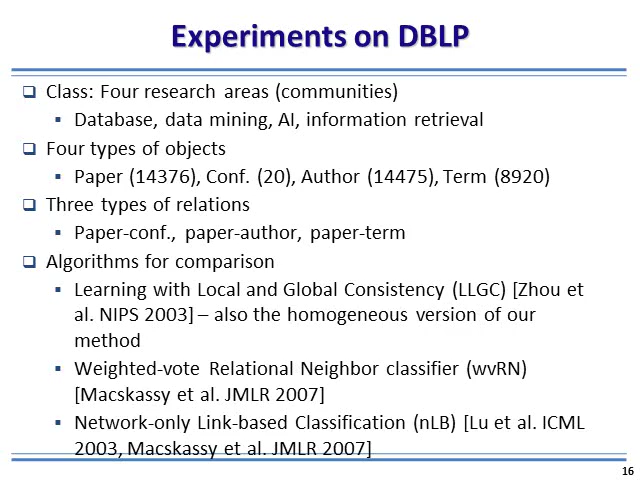 Experiments on DBLP
❑ Class: Four research areas (communities)
▪ Database, data mining, AI, information retrieval
❑ Four types of objects
▪ Paper (14376), Conf. (20), Author (14475), Term (8920)
❑ Three types of relations
▪ Paper-conf., paper-author, paper-term
❑ Algorithms for comparison
▪ Learning with Local and Global Consistency (LLGC) [Zhou et
al. NIPS 2003] – also the homogeneous version of our
method
▪ Weighted-vote Relational Neighbor classifier (wvRN)
[Macskassy et al. JMLR 2007]
▪ Network-only Link-based Classification (nLB) [Lu et al. ICML
2003, Macskassy et al. JMLR 2007]
16